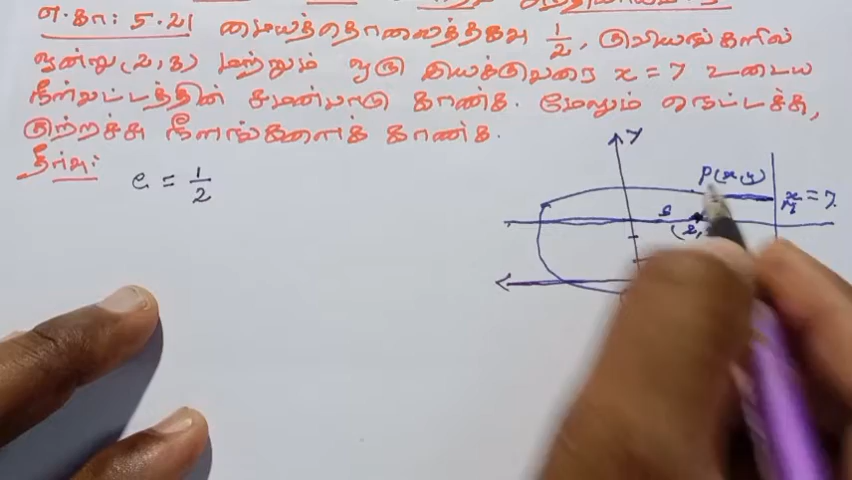 எ.கா: 5.21 மையத்தொலைத்தகவு 1/2, குவியங்களில்
ஒன்று (2,3) மற்றும் ஒரு இயக்குவரை x = 7 உடைய
நீள்வட்டத்தின் சமன்பாடு காண்க. மேலும் நெட்டச்சு,
குற்றச்சு நீளங்களைக் காண்க.
தீர்வு:
e = 1/2
y
P(x,y)
x = 7
M
S
(2,